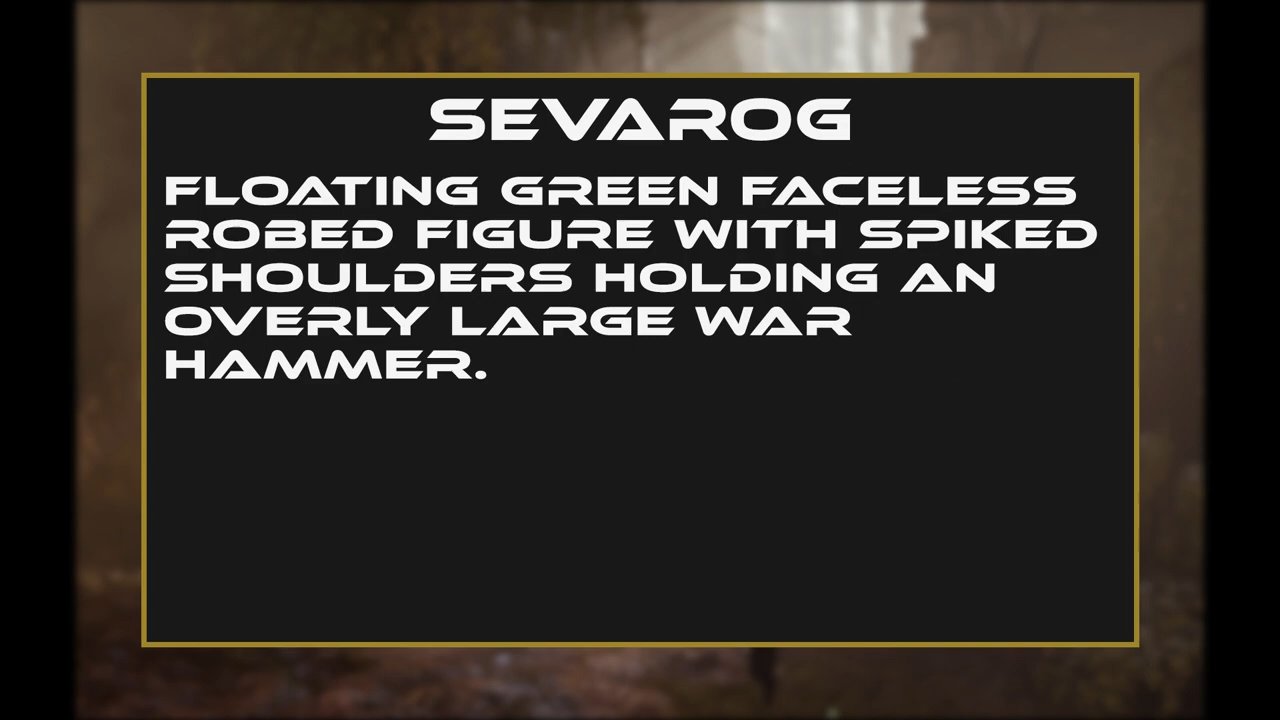 SEVAROG
FLOATING GREEN FACELESS
ROBED FIGURE WITH SPIKED
SHOULDERS HOLDING AN
OVERLY LARGE WAR
HAMMER.